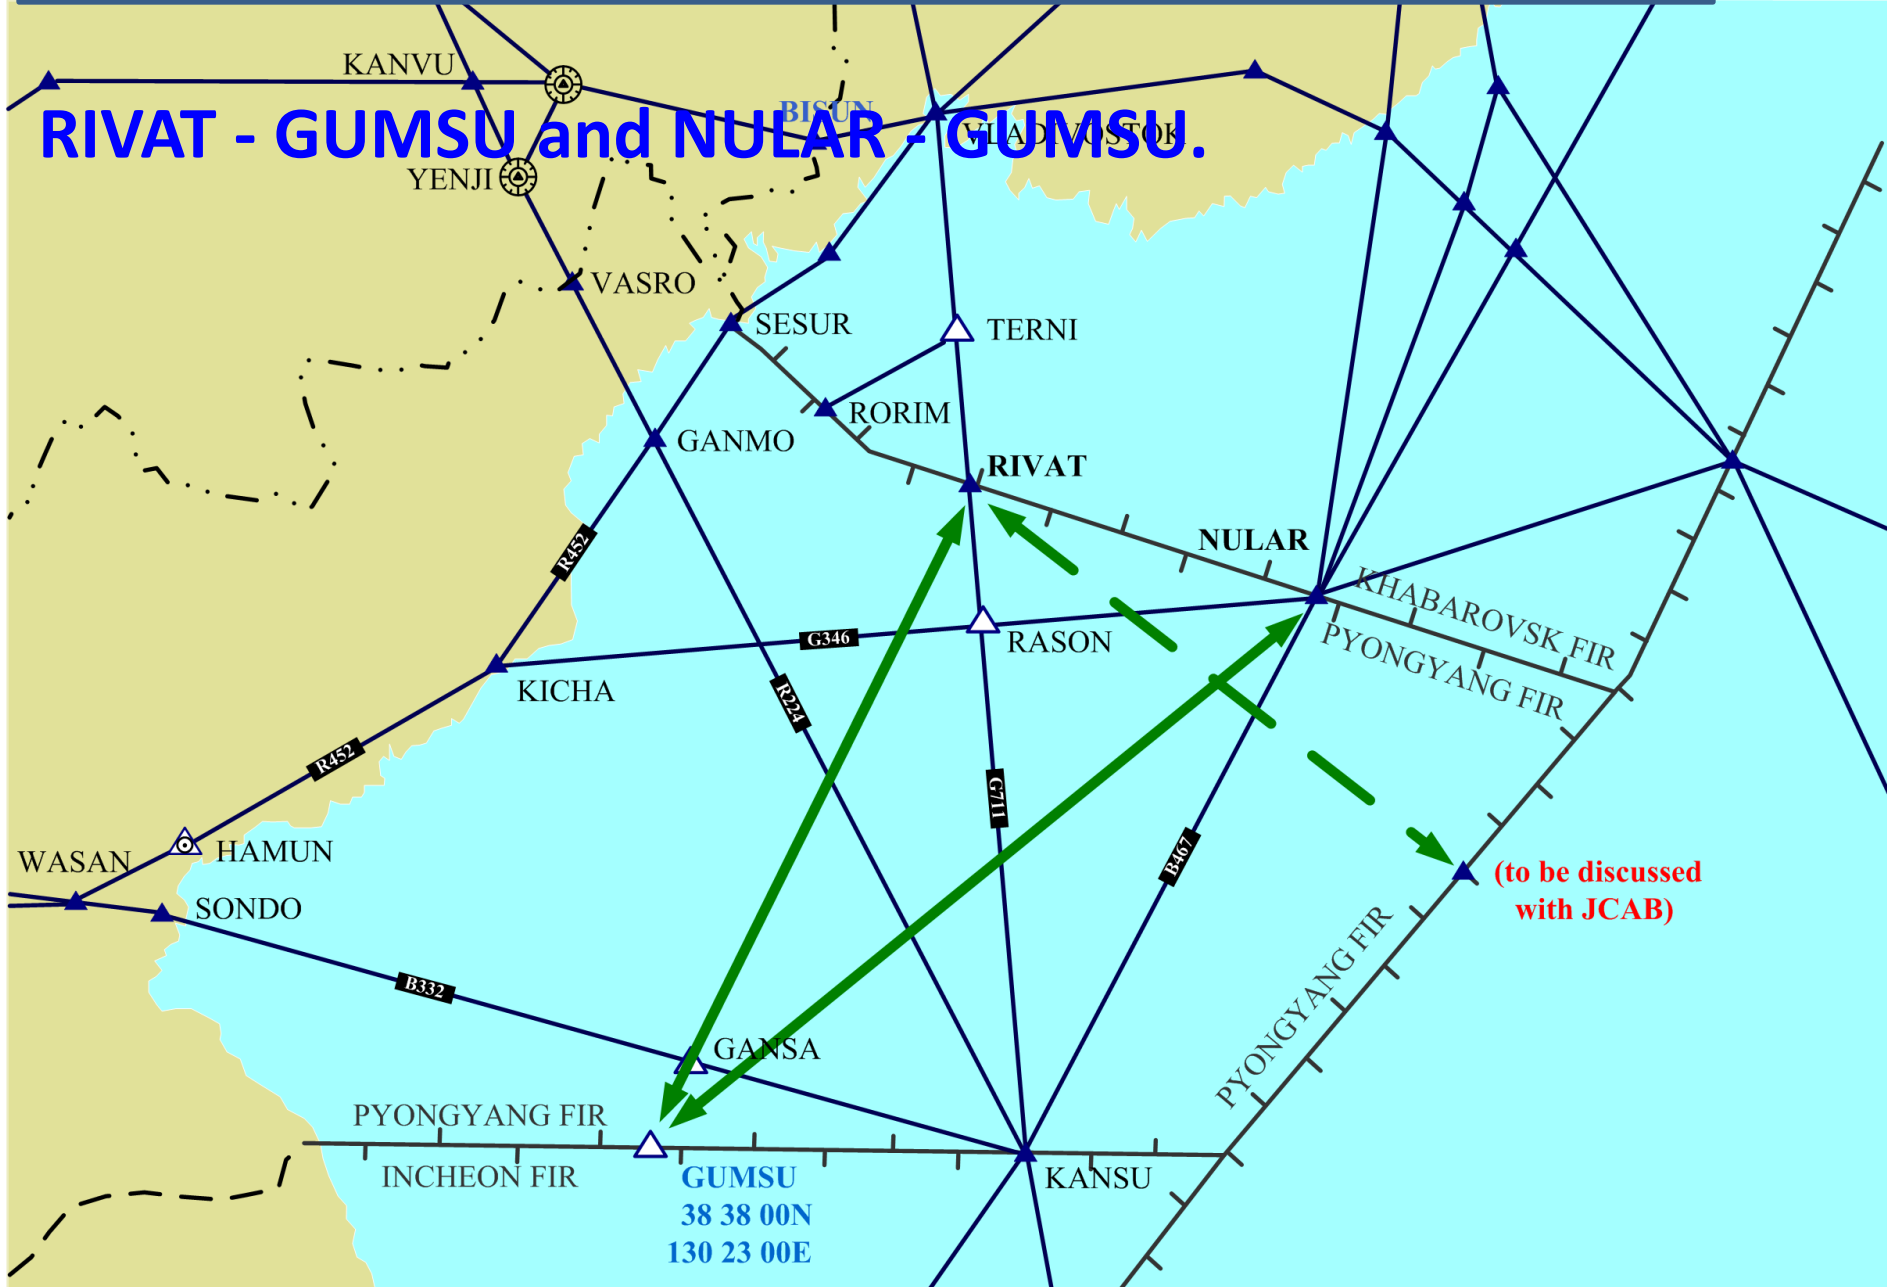 KANVU
BISUN
RIVAT - GUMSU and NULAR - GUMSU.
VLADIVOSTOK
YENJI
VASRO
SESUR
TERNI
RORIM
GANMO
RIVAT
NULAR
R452
KHABAROVSK FIR
PYONGYANG FIR
G346
RASON
KICHA
R224
R452
G711
B467
HAMUN
WASAN
(to be discussed
with JCAB)
SONDO
PYONGYANG FIR
B332
GANSA
PYONGYANG FIR
INCHEON FIR
GUMSU
38 38 00N
130 23 00E
KANSU